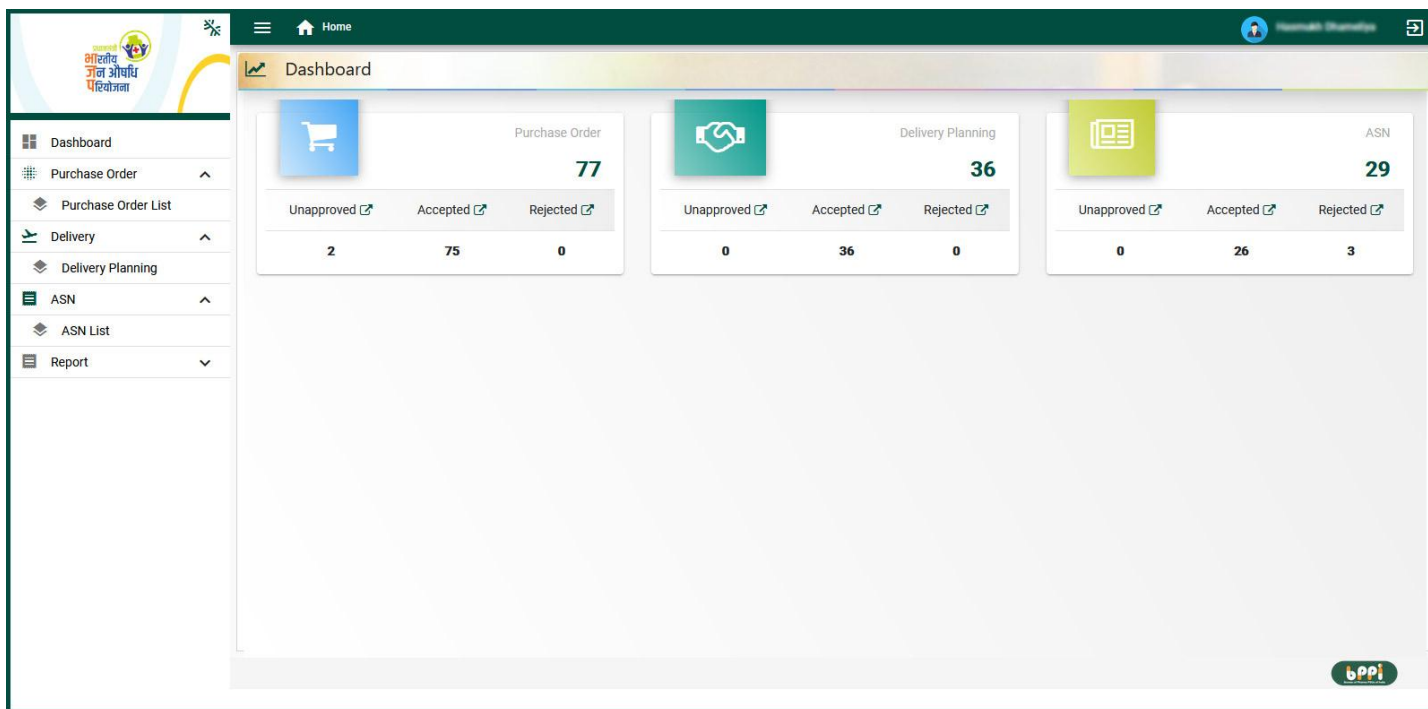 प्रधानमंत्री
भारतीय
जन औषधि
परियोजना
Home
Dashboard
Dashboard
Purchase Order
Purchase Order List
Delivery
Delivery Planning
ASN
ASN List
Report
Purchase Order
77
Unapproved Accepted Rejected
2 75 0
Delivery Planning
36
Unapproved Accepted Rejected
0 36 0
ASN
29
Unapproved Accepted Rejected
0 26 3
bppi